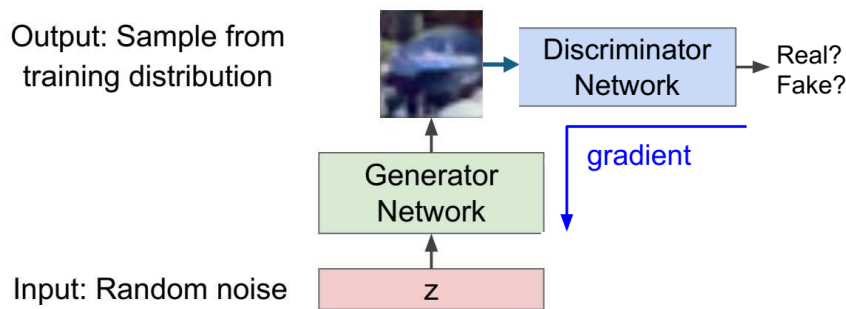 Output: Sample from
training distribution
Discriminator
Network
Real?
Fake?
gradient
Generator
Network
Input: Random noise
z